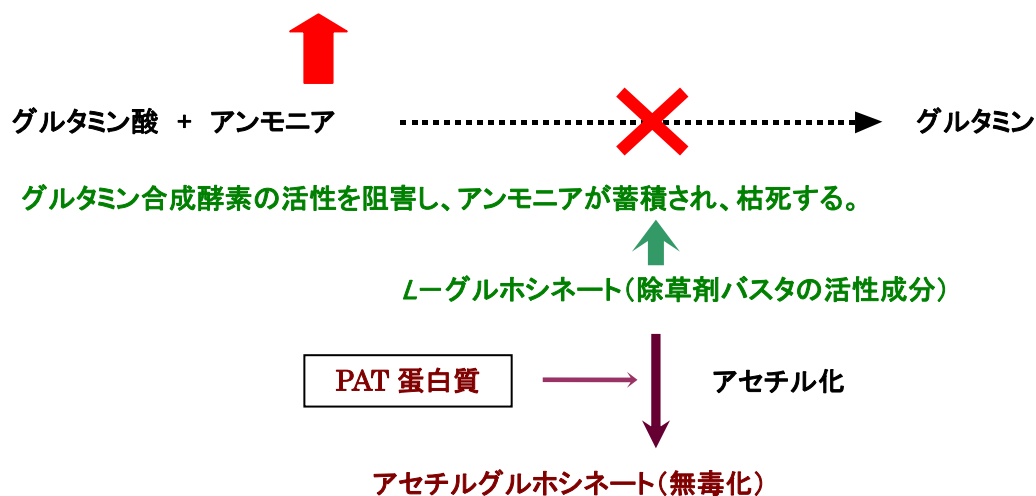 グルタミン酸 + アンモニア グルタミン
グルタミン合成酵素の活性を阻害し、アンモニアが蓄積され、枯死する。
L－グルホシネート（除草剤バスタの活性成分）
PAT 蛋白質 アセチル化
アセチルグルホシネート（無毒化）